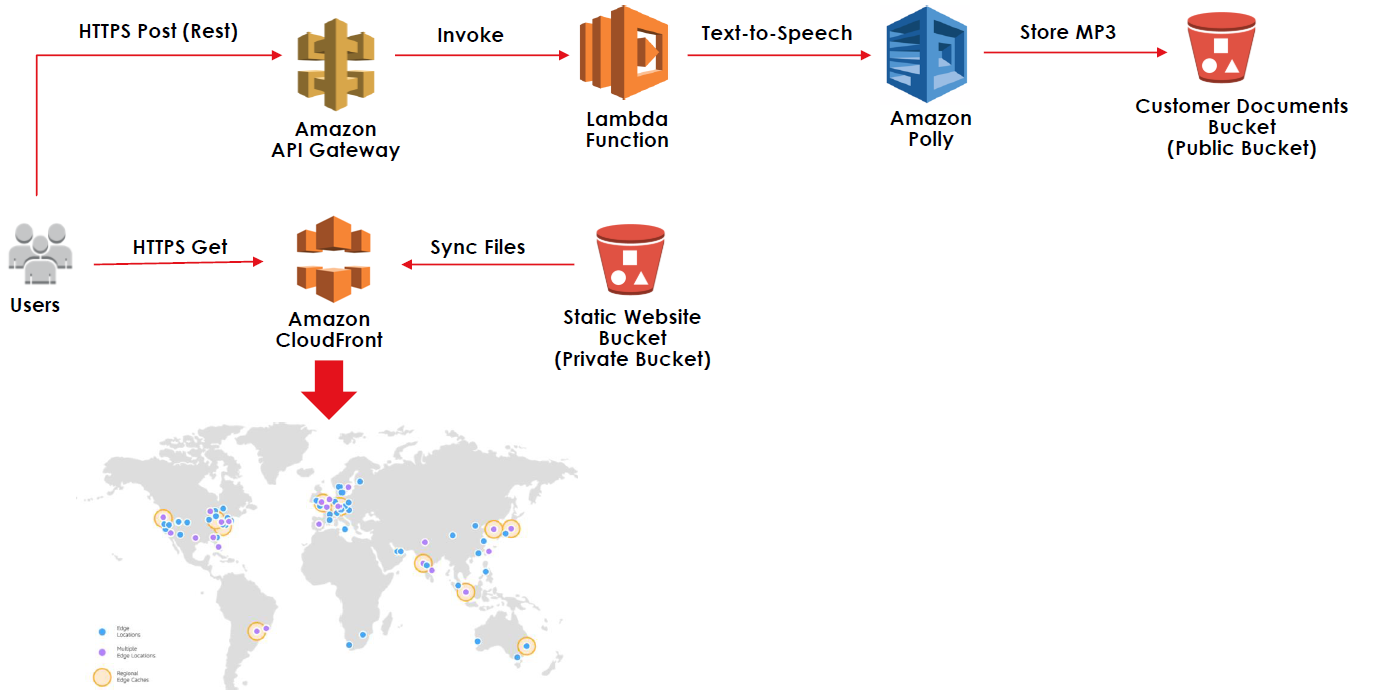 HTTPS Post (Rest)
Invoke
Text-to-Speech
Store MP3
Amazon
API Gateway
Lambda
Function
Amazon
Polly
Customer Documents
Bucket
(Public Bucket)
Users
HTTPS Get
Amazon
CloudFront
Sync Files
Static Website
Bucket
(Private Bucket)
Edge
Locations
Multiple
Edge Locations
Regional
Edge Caches